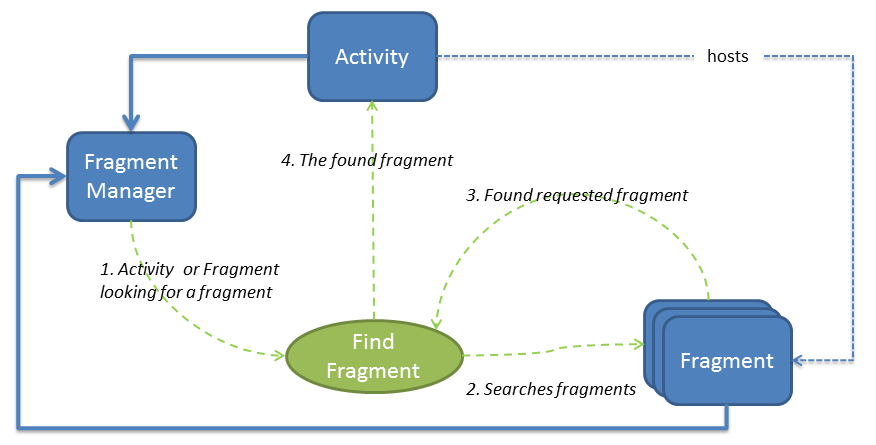 Activity
hosts
Fragment
Manager
4. The found fragment
3. Found requested fragment
1. Activity  or Fragment
looking for a fragment
Find
Fragment
Fragment
2. Searches fragments